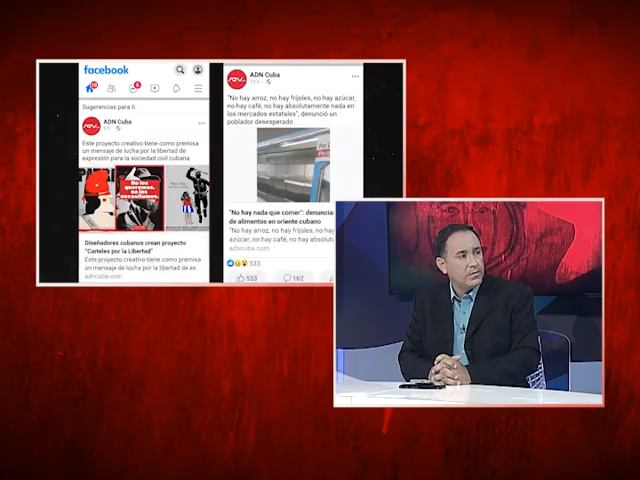 facebook
Sugerencias para ti
ADN Cuba
Este proyecto creativo tiene como premisa
un mensaje de lucha por la libertad de
expresión para la sociedad civil cubana
No los
queremos,
no los
necesitamos.
Diseñadores cubanos crean proyecto
"Carteles por la Libertad"
Este proyecto creativo tiene como premisa
un mensaje de lucha por la libertad de ex.
adncuba.com
ADN Cuba
"No hay arroz, no hay frijoles, no hay azúcar,
no hay café, no hay absolutamente nada en
los mercados estatales", denunció un
poblador desesperado
"No hay nada que comer": denuncia
de alimentos en oriente cubano
"No hay arroz, no hay frijoles, no hay
azúcar, no hay café, no hay absolut
adncuba.com
533
533
162